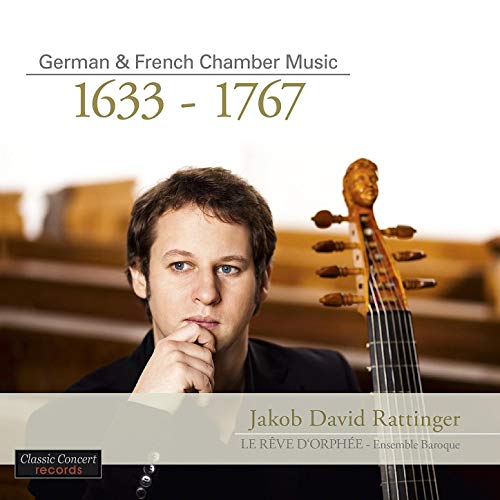 German & French Chamber Music
1633 - 1767
Jakob David Rattinger
LE RÊVE D'ORPHÉE - Ensemble Baroque
Classic Concert
records